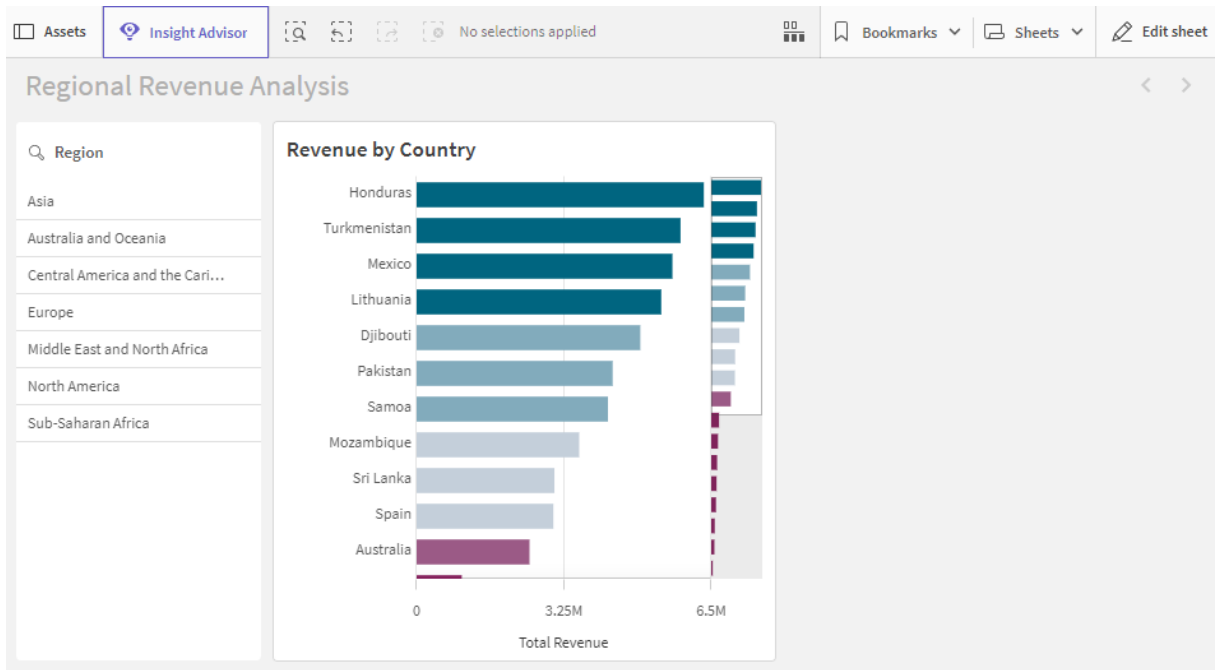 Assets
Insight Advisor
No selections applied
Bookmarks
Sheets
Edit sheet
Regional Revenue Analysis
Region
Asia
Australia and Oceania
Central America and the Cari...
Europe
Middle East and North Africa
North America
Sub-Saharan Africa
Revenue by Country
Honduras
Turkmenistan
Mexico
Lithuania
Djibouti
Pakistan
Samoa
Mozambique
Sri Lanka
Spain
Australia
0 3.25M 6.5M
Total Revenue